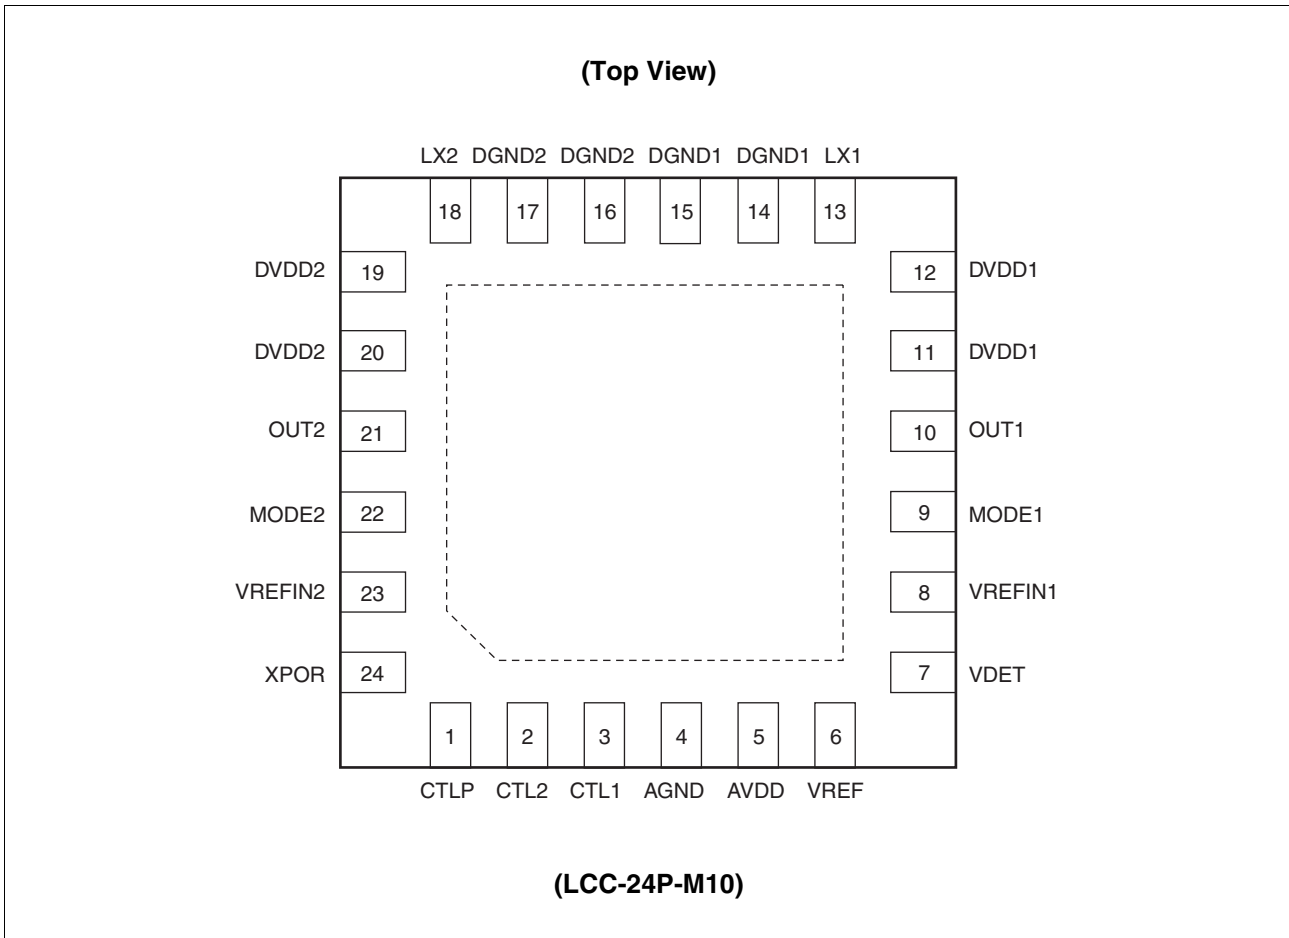 (Top View)
LX2 DGND2 DGND2 DGND1 DGND1 LX1
18 17 16 15 14 13
DVDD2 19 12 DVDD1
DVDD2 20 11 DVDD1
OUT2 21 10 OUT1
MODE2 22 9 MODE1
VREFIN2 23 8 VREFIN1
XPOR 24 7 VDET
1 2 3 4 5 6
CTLP CTL2 CTL1 AGND AVDD VREF
(LCC-24P-M10)